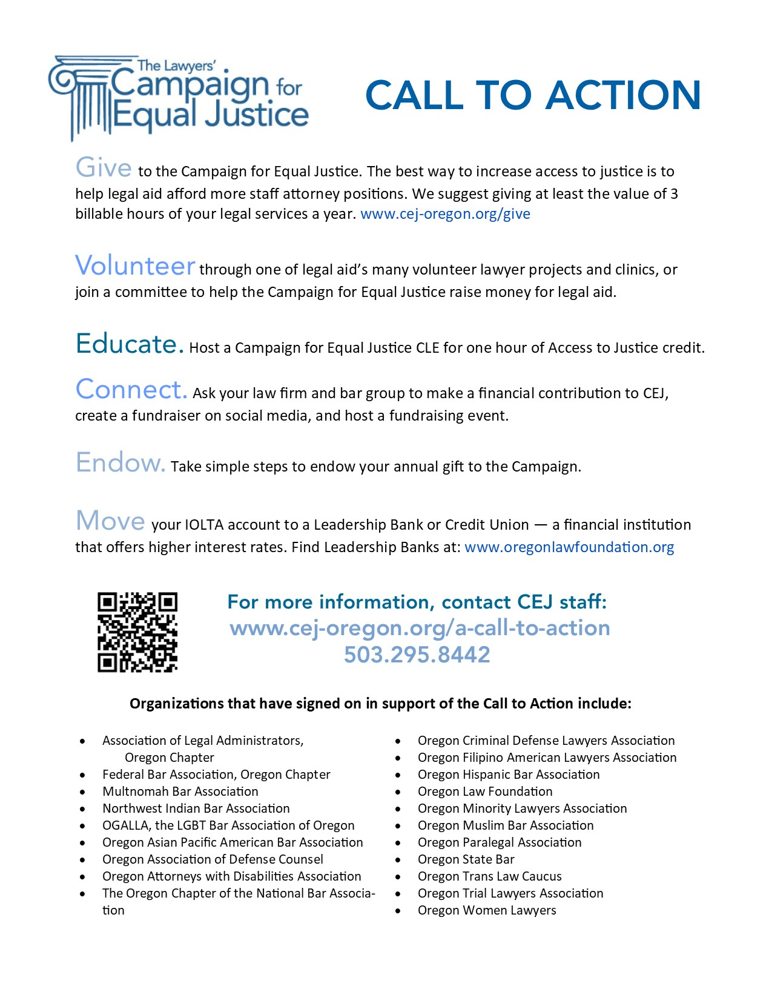 The Lawyers’
Campaign for
Equal Justice
CALL TO ACTION
Give to the Campaign for Equal Justice. The best way to increase access to justice is to
help legal aid afford more staff attorney positions. We suggest giving at least the value of 3
billable hours of your legal services a year. www.cej-oregon.org/give
Volunteer through one of legal aid’s many volunteer lawyer projects and clinics, or
join a committee to help the Campaign for Equal Justice raise money for legal aid.
Educate. Host a Campaign for Equal Justice CLE for one hour of Access to Justice credit.
Connect. Ask your law firm and bar group to make a financial contribution to CEJ,
create a fundraiser on social media, and host a fundraising event.
Endow. Take simple steps to endow your annual gift to the Campaign.
Move your IOLTA account to a Leadership Bank or Credit Union — a financial institution
that offers higher interest rates. Find Leadership Banks at: www.oregonlawfoundation.org
For more information, contact CEJ staff:
www.cej-oregon.org/a-call-to-action
503.295.8442
Organizations that have signed on in support of the Call to Action include:
• Association of Legal Administrators,
Oregon Chapter
• Federal Bar Association, Oregon Chapter
• Multnomah Bar Association
• Northwest Indian Bar Association
• OGALLA, the LGBT Bar Association of Oregon
• Oregon Asian Pacific American Bar Association
• Oregon Association of Defense Counsel
• Oregon Attorneys with Disabilities Association
• The Oregon Chapter of the National Bar Associa-
tion
• Oregon Criminal Defense Lawyers Association
• Oregon Filipino American Lawyers Association
• Oregon Hispanic Bar Association
• Oregon Law Foundation
• Oregon Minority Lawyers Association
• Oregon Muslim Bar Association
• Oregon Paralegal Association
• Oregon State Bar
• Oregon Trans Law Caucus
• Oregon Trial Lawyers Association
• Oregon Women Lawyers